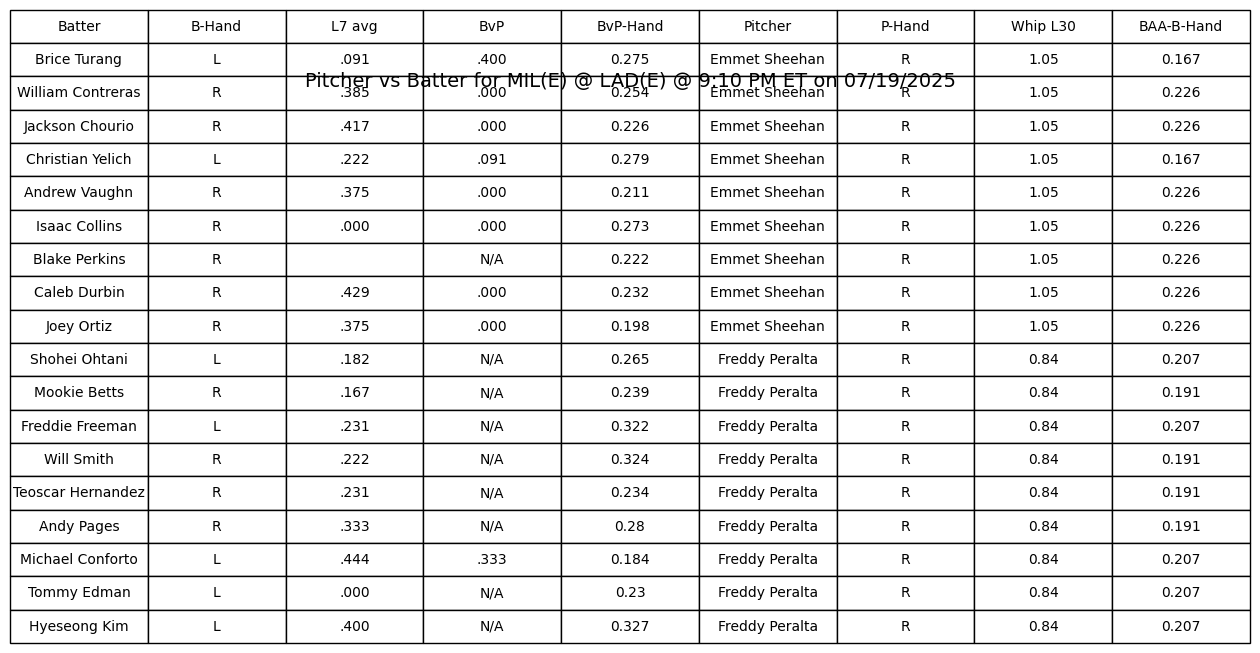 Batter B-Hand L7 avg BvP BvP-Hand Pitcher P-Hand Whip L30 BAA-B-Hand
Brice Turang L .091 .400 0.275 Emmet Sheehan R 1.05 0.167
Pitcher vs Batter for MIL(E) @ LAD(E) @ 9:10 PM ET on 07/19/2025
William Contreras R .385 .000 0.254 Emmet Sheehan R 1.05 0.226
Jackson Chourio R .417 .000 0.226 Emmet Sheehan R 1.05 0.226
Christian Yelich L .222 .091 0.279 Emmet Sheehan R 1.05 0.167
Andrew Vaughn R .375 .000 0.211 Emmet Sheehan R 1.05 0.226
Isaac Collins R .000 .000 0.273 Emmet Sheehan R 1.05 0.226
Blake Perkins R N/A 0.222 Emmet Sheehan R 1.05 0.226
Caleb Durbin R .429 .000 0.232 Emmet Sheehan R 1.05 0.226
Joey Ortiz R .375 .000 0.198 Emmet Sheehan R 1.05 0.226
Shohei Ohtani L .182 N/A 0.265 Freddy Peralta R 0.84 0.207
Mookie Betts R .167 N/A 0.239 Freddy Peralta R 0.84 0.191
Freddie Freeman L .231 N/A 0.322 Freddy Peralta R 0.84 0.207
Will Smith R .222 N/A 0.324 Freddy Peralta R 0.84 0.191
Teoscar Hernandez R .231 N/A 0.234 Freddy Peralta R 0.84 0.191
Andy Pages R .333 N/A 0.28 Freddy Peralta R 0.84 0.191
Michael Conforto L .444 .333 0.184 Freddy Peralta R 0.84 0.207
Tommy Edman L .000 N/A 0.23 Freddy Peralta R 0.84 0.207
Hyeseong Kim L .400 N/A 0.327 Freddy Peralta R 0.84 0.207